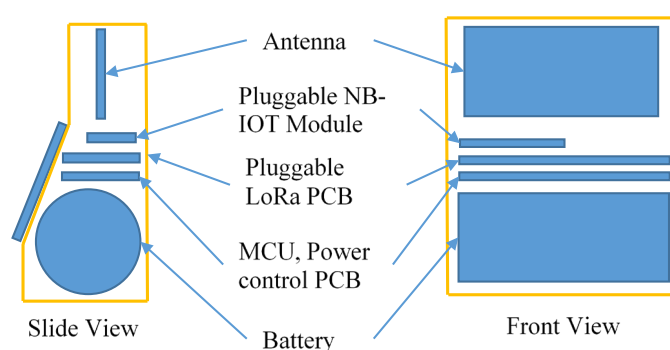 Antenna
Pluggable NB-
IOT Module
Pluggable
LoRa PCB
MCU, Power
control PCB
Battery
Slide View
Front View